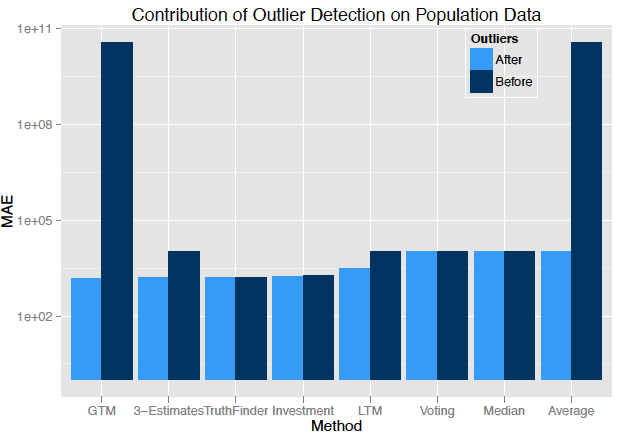 Contribution of Outlier Detection on Population Data
Outliers
After
Before
1e+11
1e+08
1e+05
1e+02
MAE
GTM 3−Estimates TruthFinder Investment LTM Voting Median Average
Method